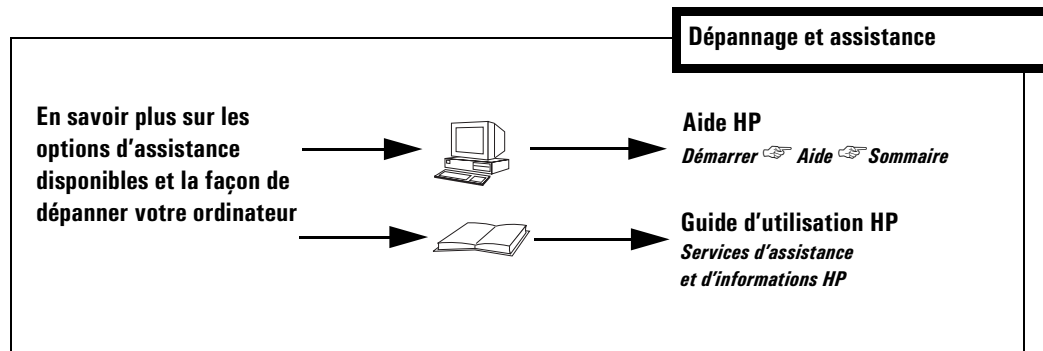 Dépannage et assistance
En savoir plus sur les
options d’assistance
disponibles et la façon de
dépanner votre ordinateur
Aide HP
Démarrer ☞ Aide ☞ Sommaire
Guide d’utilisation HP
Services d’assistance
et d’informations HP